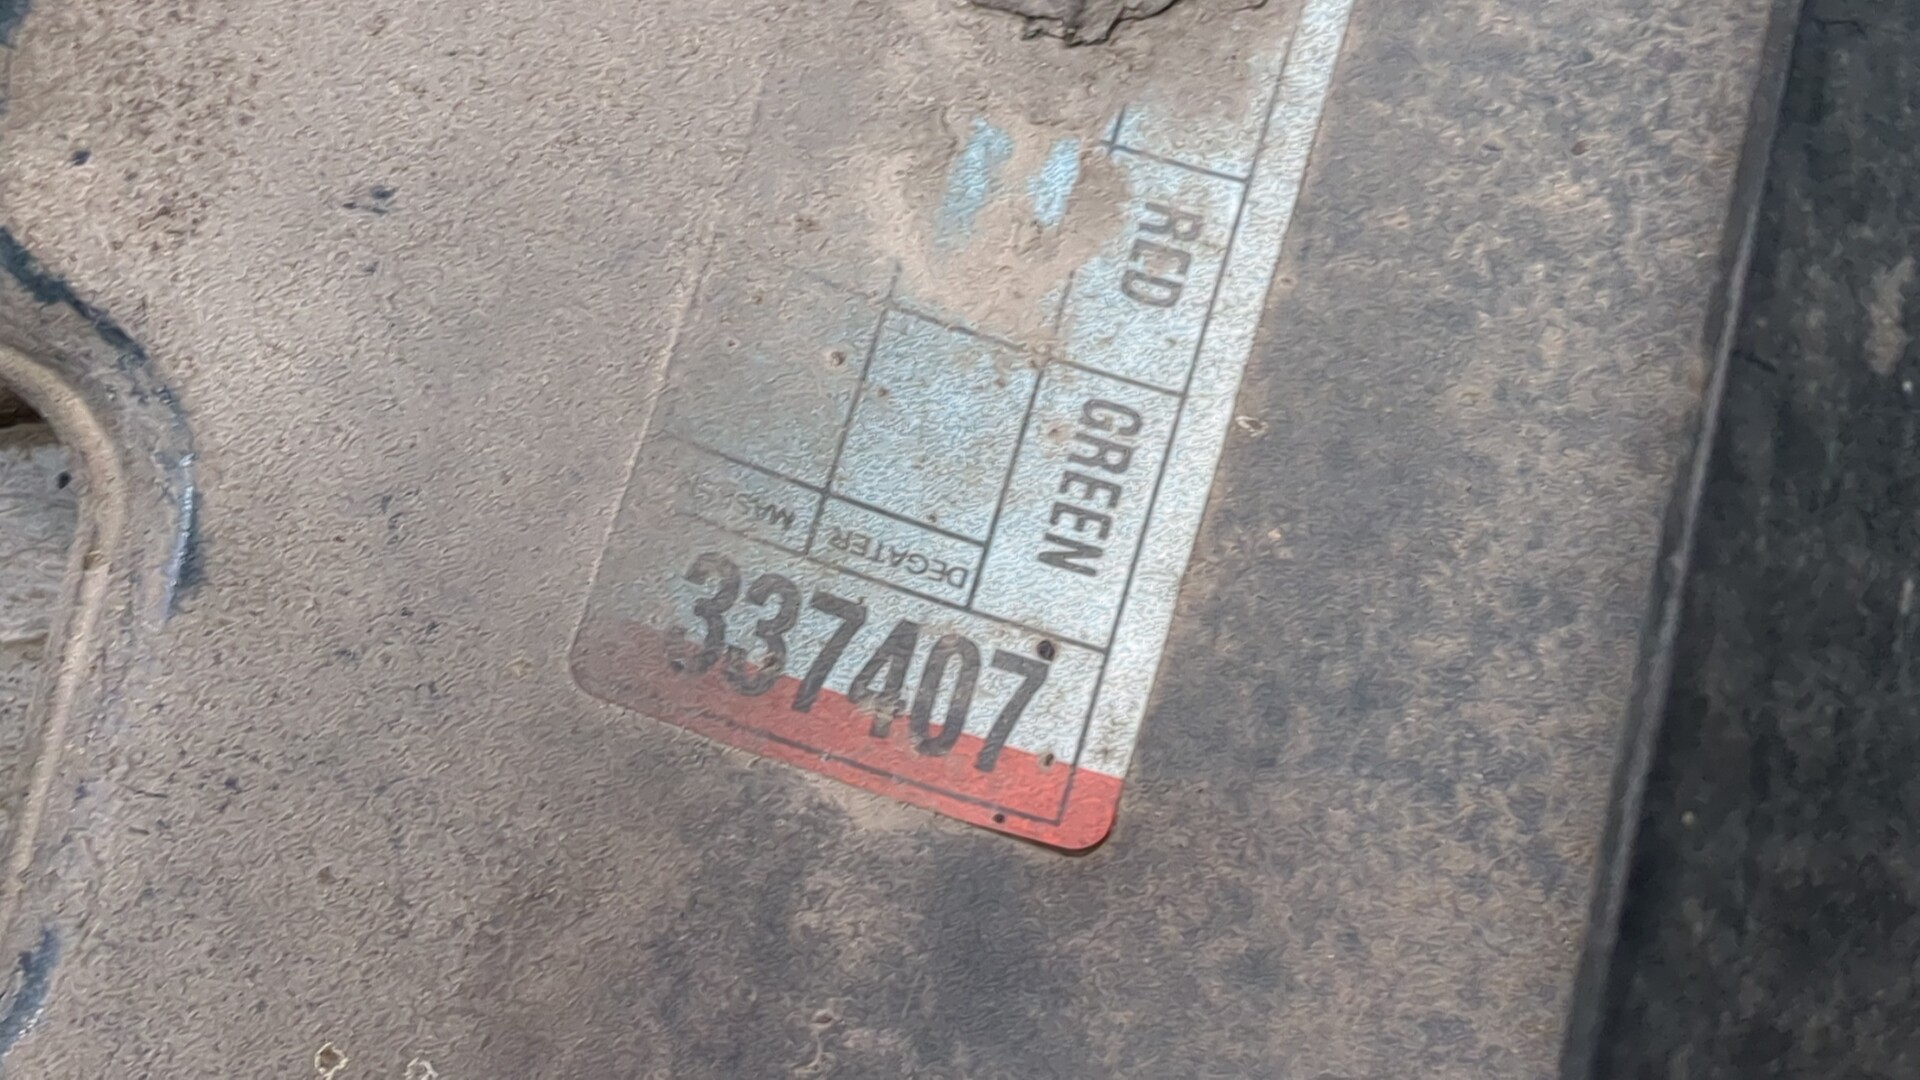 RED
GREEN
DEGATER
337407